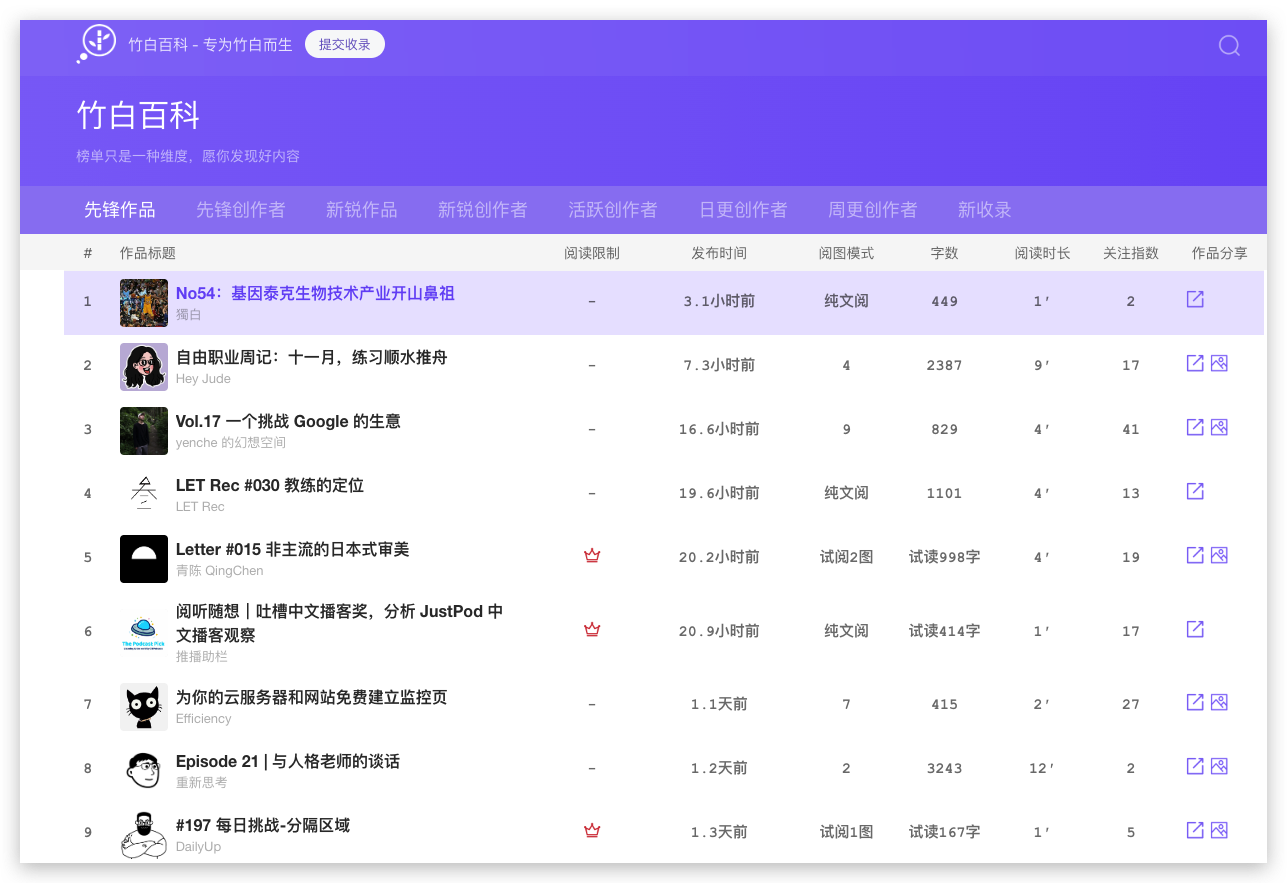 竹白百科 - 专为竹白而生 提交收录
竹白百科
榜单只是一种维度，愿你发现好内容
先锋作品 先锋创作者 新锐作品 新锐创作者 活跃创作者 日更创作者 周更创作者 新收录
# 作品标题 阅读限制 发布时间 阅图模式 字数 阅读时长 关注指数 作品分享
1 No54：基因泰克生物技术产业开山鼻祖 – 3.1小时前 纯文阅 449 1′ 2
獨白
2 自由职业周记：十一月，练习顺水推舟 – 7.3小时前 4 2387 9′ 17
Hey Jude
3 Vol.17 一个挑战 Google 的生意 – 16.6小时前 9 829 4′ 41
yenche 的幻想空间
4 LET Rec #030 教练的定位 – 19.6小时前 纯文阅 1101 4′ 13
LET Rec
5 Letter #015 非主流的日本式审美 20.2小时前 试阅2图 试读998字 4′ 19
青陈 QingChen
阅听随想｜吐槽中文播客奖，分析 JustPod 中
6 文播客观察 20.9小时前 纯文阅 试读414字 1′ 17
The Podcast Pick
推播助栏
7 为你的云服务器和网站免费建立监控页 – 1.1天前 7 415 2′ 27
Efficiency
8 Episode 21 | 与人格老师的谈话 – 1.2天前 2 3243 12′ 2
重新思考
9 #197 每日挑战-分隔区域 1.3天前 试阅1图 试读167字 1′ 5
DailyUp